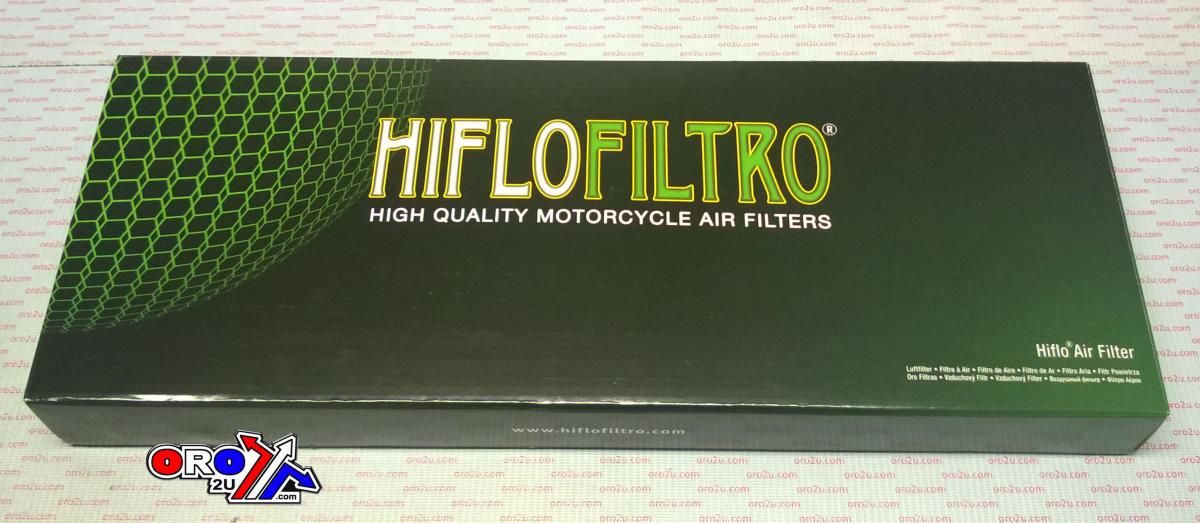 HIFLOFILTRO®
HIGH QUALITY MOTORCYCLE AIR FILTERS
Hiflo® Air Filter
Luftfilter • Filtre à Air • Filtro de Aire • Filtro de Ar • Filtro Aria • Filtr Powietrza
Oro Filtras • Vzduchový Filtr • Vzduchový Filter • Воздушный фильтр • Φίλτρο Αέρος
www.hiflofiltro.com
ORO
2U
.com
oro2u.com